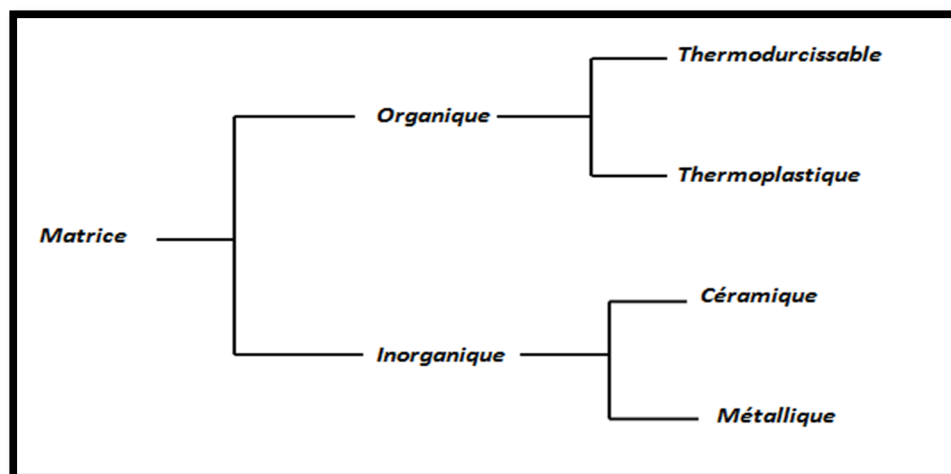 Thermodurcissable
Organique
Thermoplastique
Matrice
Céramique
Inorganique
Métallique